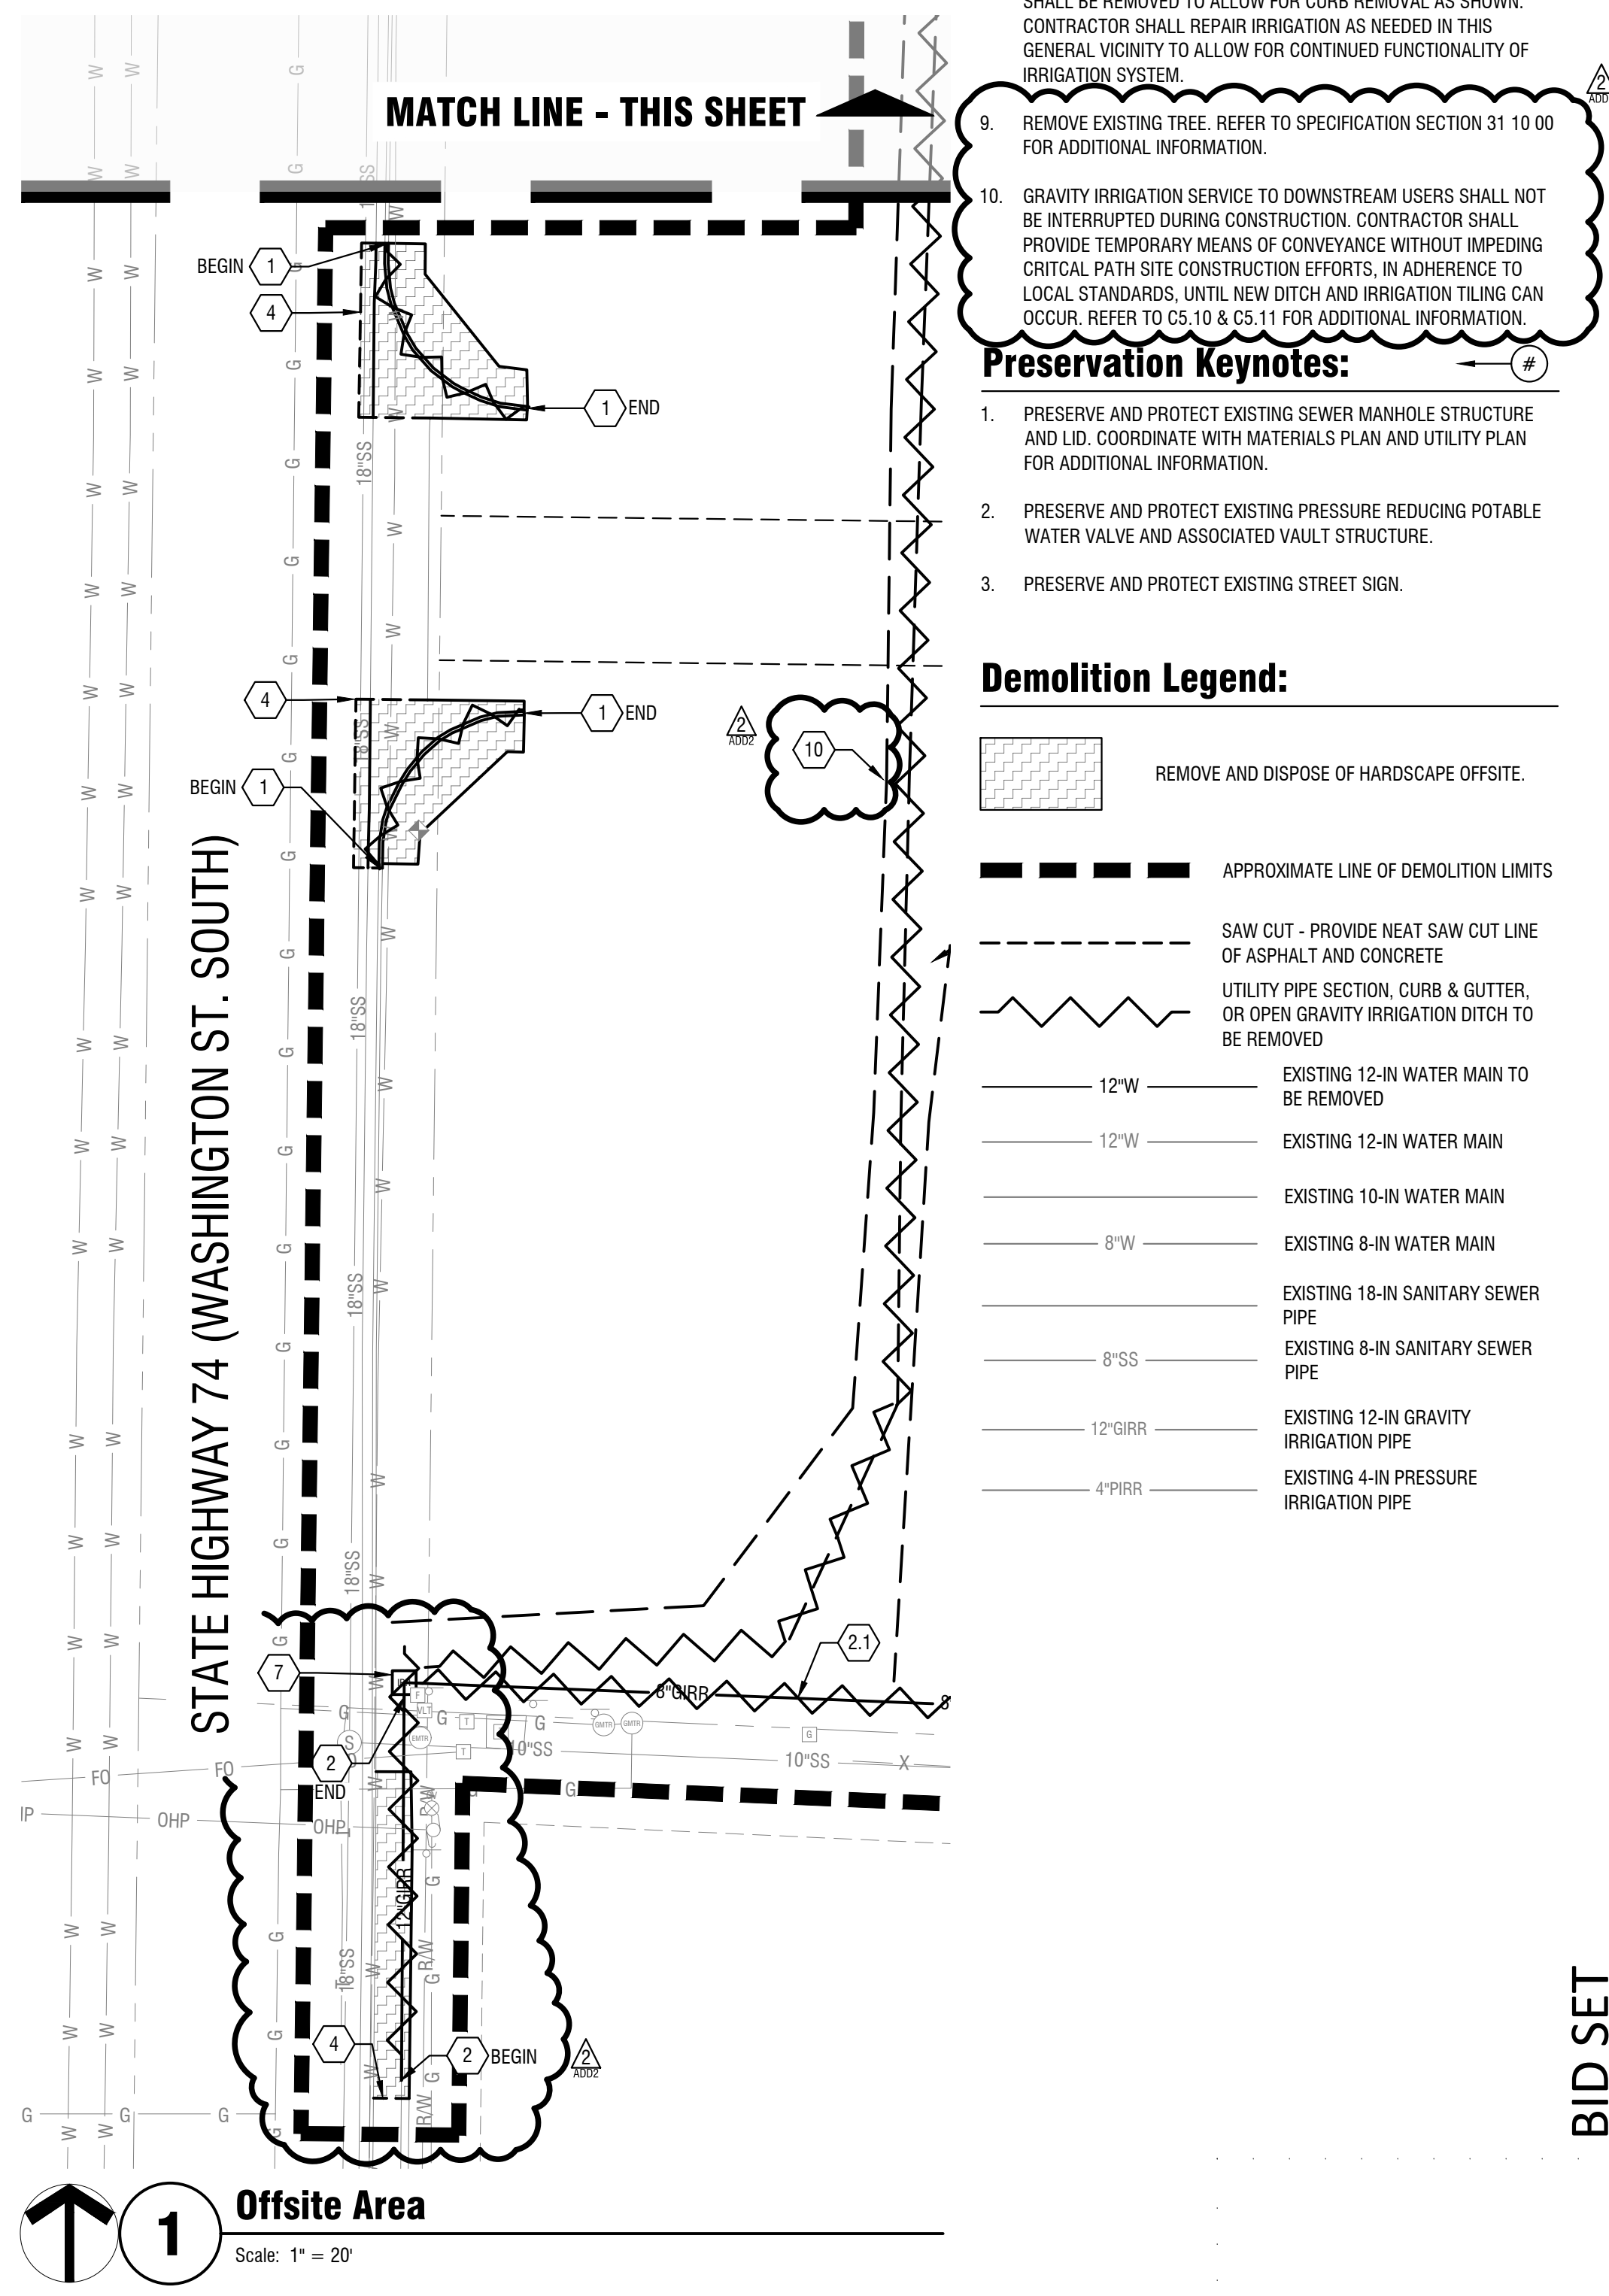 SHALL BE REMOVED TO ALLOW FOR CURB REMOVAL AS SHOWN.
CONTRACTOR SHALL REPAIR IRRIGATION AS NEEDED IN THIS
GENERAL VICINITY TO ALLOW FOR CONTINUED FUNCTIONALITY OF
IRRIGATION SYSTEM.
2
ADD
9. REMOVE EXISTING TREE. REFER TO SPECIFICATION SECTION 31 10 00
FOR ADDITIONAL INFORMATION.
10. GRAVITY IRRIGATION SERVICE TO DOWNSTREAM USERS SHALL NOT
BE INTERRUPTED DURING CONSTRUCTION. CONTRACTOR SHALL
PROVIDE TEMPORARY MEANS OF CONVEYANCE WITHOUT IMPEDING
CRITCAL PATH SITE CONSTRUCTION EFFORTS, IN ADHERENCE TO
LOCAL STANDARDS, UNTIL NEW DITCH AND IRRIGATION TILING CAN
OCCUR. REFER TO C5.10 & C5.11 FOR ADDITIONAL INFORMATION.
Preservation Keynotes:
#
1. PRESERVE AND PROTECT EXISTING SEWER MANHOLE STRUCTURE
AND LID. COORDINATE WITH MATERIALS PLAN AND UTILITY PLAN
FOR ADDITIONAL INFORMATION.
2. PRESERVE AND PROTECT EXISTING PRESSURE REDUCING POTABLE
WATER VALVE AND ASSOCIATED VAULT STRUCTURE.
3. PRESERVE AND PROTECT EXISTING STREET SIGN.
Demolition Legend:
REMOVE AND DISPOSE OF HARDSCAPE OFFSITE.
APPROXIMATE LINE OF DEMOLITION LIMITS
SAW CUT - PROVIDE NEAT SAW CUT LINE
OF ASPHALT AND CONCRETE
UTILITY PIPE SECTION, CURB & GUTTER,
OR OPEN GRAVITY IRRIGATION DITCH TO
BE REMOVED
12"W
EXISTING 12-IN WATER MAIN TO
BE REMOVED
12"W
EXISTING 12-IN WATER MAIN
EXISTING 10-IN WATER MAIN
8"W
EXISTING 8-IN WATER MAIN
EXISTING 18-IN SANITARY SEWER
PIPE
8"SS
EXISTING 8-IN SANITARY SEWER
PIPE
12"GIRR
EXISTING 12-IN GRAVITY
IRRIGATION PIPE
4"PIRR
EXISTING 4-IN PRESSURE
IRRIGATION PIPE
MATCH LINE - THIS SHEET
BEGIN 1
4
1 END
4
1 END
BEGIN 1
2
ADD2
10
STATE HIGHWAY 74 (WASHINGTON ST. SOUTH)
18"SS
18"SS
18"SS
18"SS
18"SS
2.1
7
8"GIRR
F
VLT
T
G
S
EMTR
GMTR
GMTR
G
T
10"SS
10"SS
X
2
END
FO
FO
OHP
OHP
12"GIRR
R/W
R/W
R/W
4
2 BEGIN
2
ADD2
G G G
BID SET
1
Offsite Area
Scale: 1" = 20'